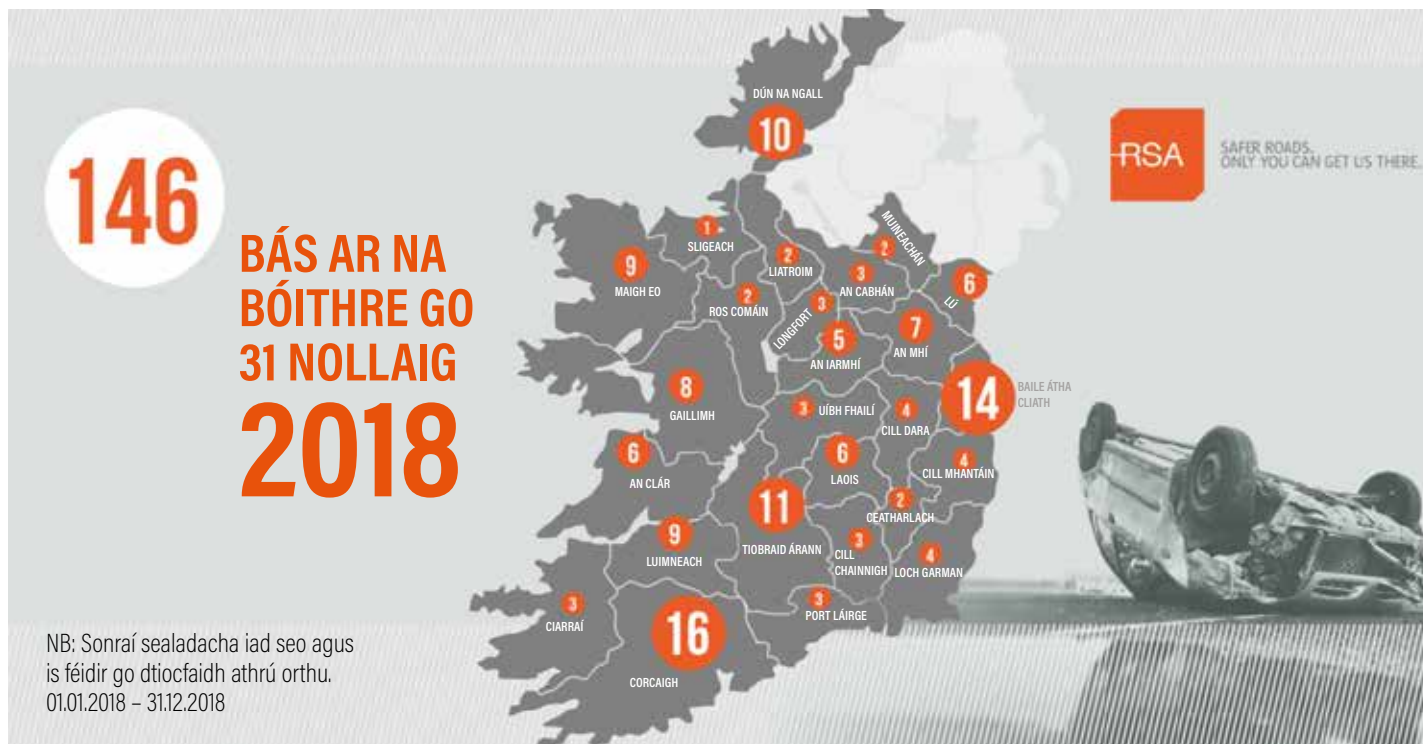 146
BÁS AR NA
BÓITHRE GO
31 NOLLAIG
2018
NB: Sonraí sealadacha iad seo agus
is féidir go dtiocfaidh athrú orthu.
01.01.2018 – 31.12.2018
DÚN NA NGALL
10
1
SLIGEACH
9
MAIGH EO
2
LIATROIM
2
ROS COMÁIN
MUINEACHÁN
2
3
AN CABHÁN
6
LÚ
3
LONGFORT
7
AN MHÍ
5
AN IARMHÍ
14
BAILE ÁTHA
CLIATH
8
GAILLIMH
3
UÍBH FHAILÍ
4
CILL DARA
6
AN CLÁR
6
LAOIS
4
CILL MHANTÁIN
11
TIOBRAID ÁRANN
2
CEATHARLACH
9
LUIMNEACH
3
CILL
CHAINNIGH
4
LOCH GARMAN
3
CIARRAÍ
3
PORT LÁIRGE
16
CORCAIGH
RSA
SAFER ROADS.
ONLY YOU CAN GET US THERE.